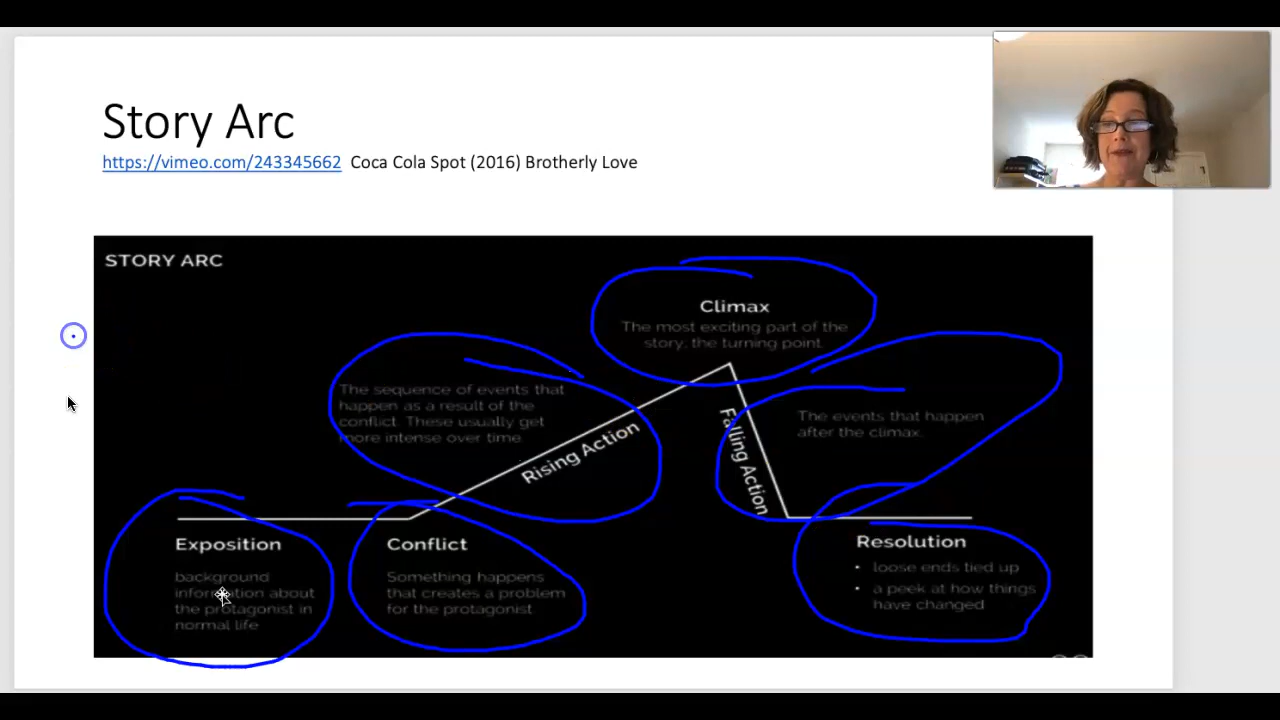 Story Arc
https://vimeo.com/243345662 Coca Cola Spot (2016) Brotherly Love
STORY ARC
Climax
The most exciting part of the
story, the turning point.
The sequence of events that
happen as a result of the
conflict. These usually get
more intense over time
Rising Action
Falling Action
The events that happen
after the climax.
Exposition
background
information about
the protagonist in
normal life
Conflict
Something happens
that creates a problem
for the protagonist
Resolution
• loose ends tied up
• a peek at how things
have changed